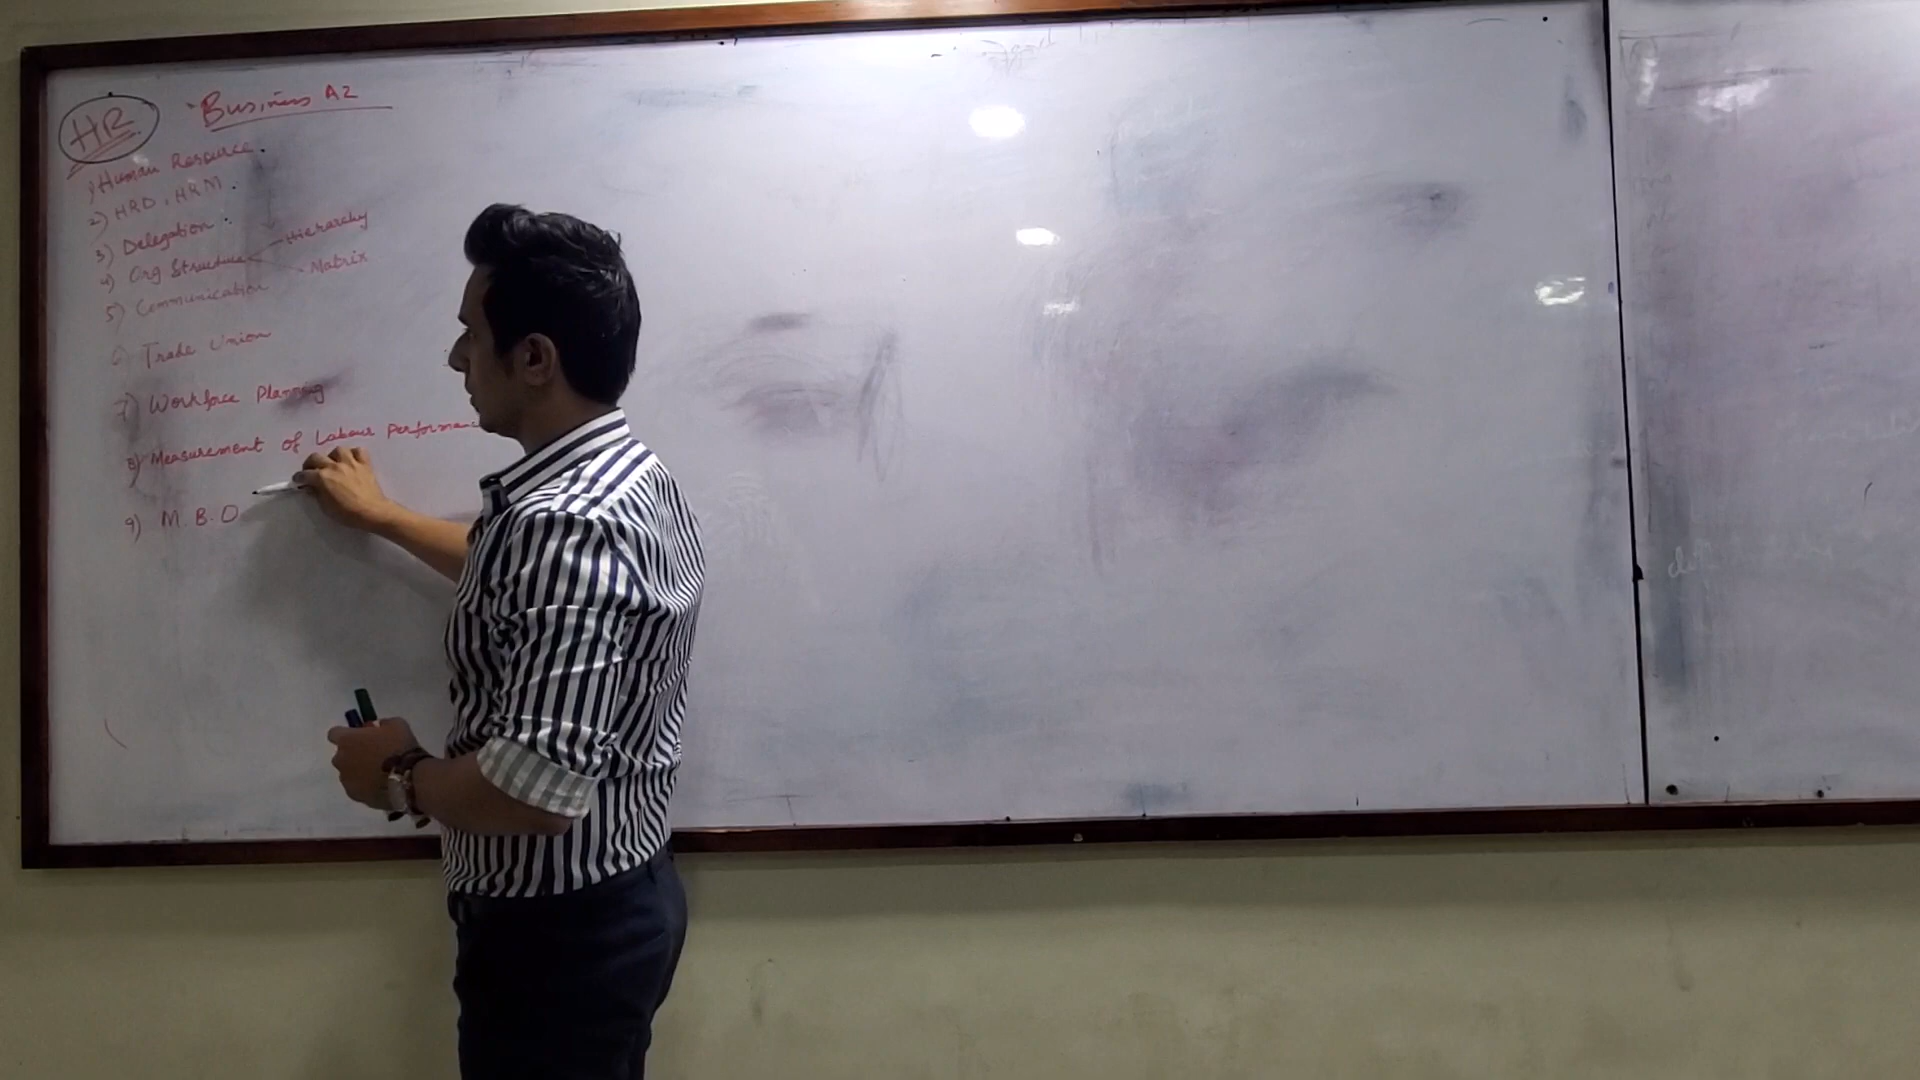 HR
Business A2
1) Human Resource.
2) HRD, HRM.
3) Delegation
4) Org Structure Hierarchy
Matrix
5) Communication
6) Trade Union
7) Workforce Planning
8) Measurement of Labour Performanc
9) M.B.O